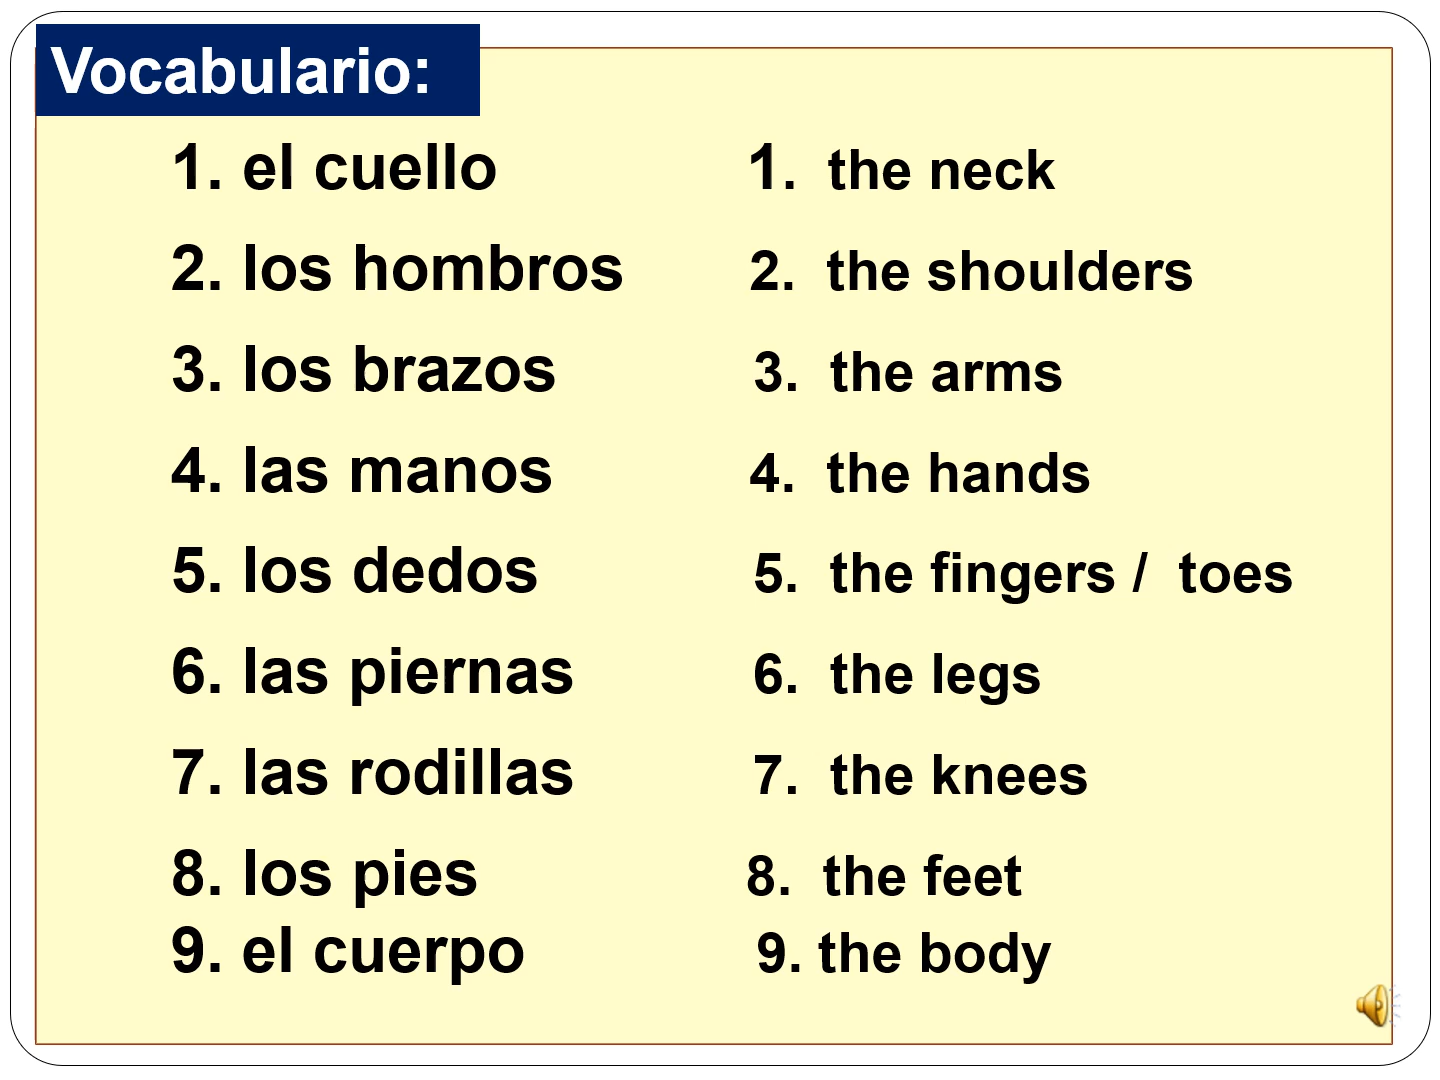 Vocabulario:
1. el cuello 1. the neck
2. los hombros 2. the shoulders
3. los brazos 3. the arms
4. las manos 4. the hands
5. los dedos 5. the fingers / toes
6. las piernas 6. the legs
7. las rodillas 7. the knees
8. los pies 8. the feet
9. el cuerpo 9. the body